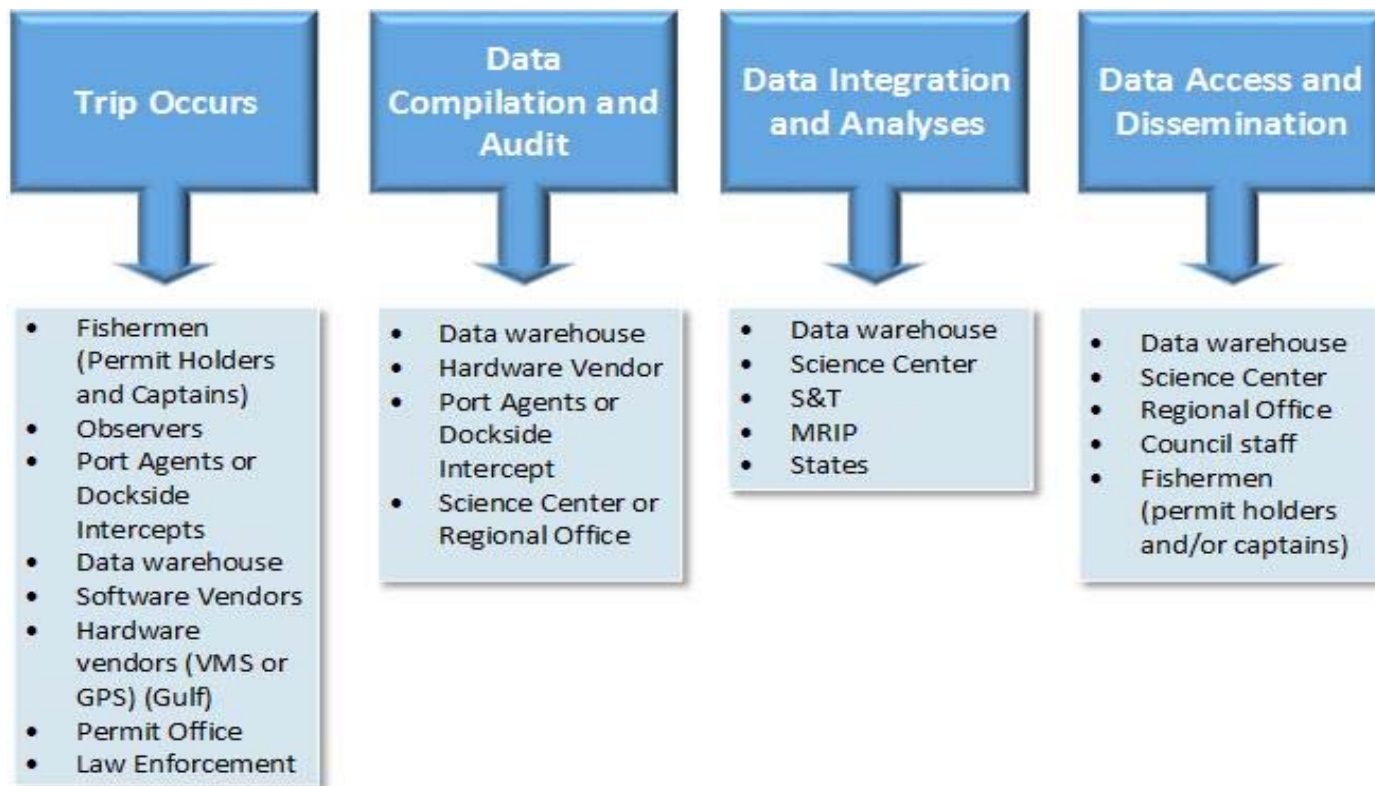 Trip Occurs
Data
Compilation and
Audit
Data Integration
and Analyses
Data Access and
Dissemination
• Fishermen
(Permit Holders
and Captains)
• Observers
• Port Agents or
Dockside
Intercepts
• Data warehouse
• Software Vendors
• Hardware
vendors (VMS or
GPS) (Gulf)
• Permit Office
• Law Enforcement
• Data warehouse
• Hardware Vendor
• Port Agents or
Dockside
Intercept
• Science Center or
Regional Office
• Data warehouse
• Science Center
• S&T
• MRIP
• States
• Data warehouse
• Science Center
• Regional Office
• Council staff
• Fishermen
(permit holders
and/or captains)